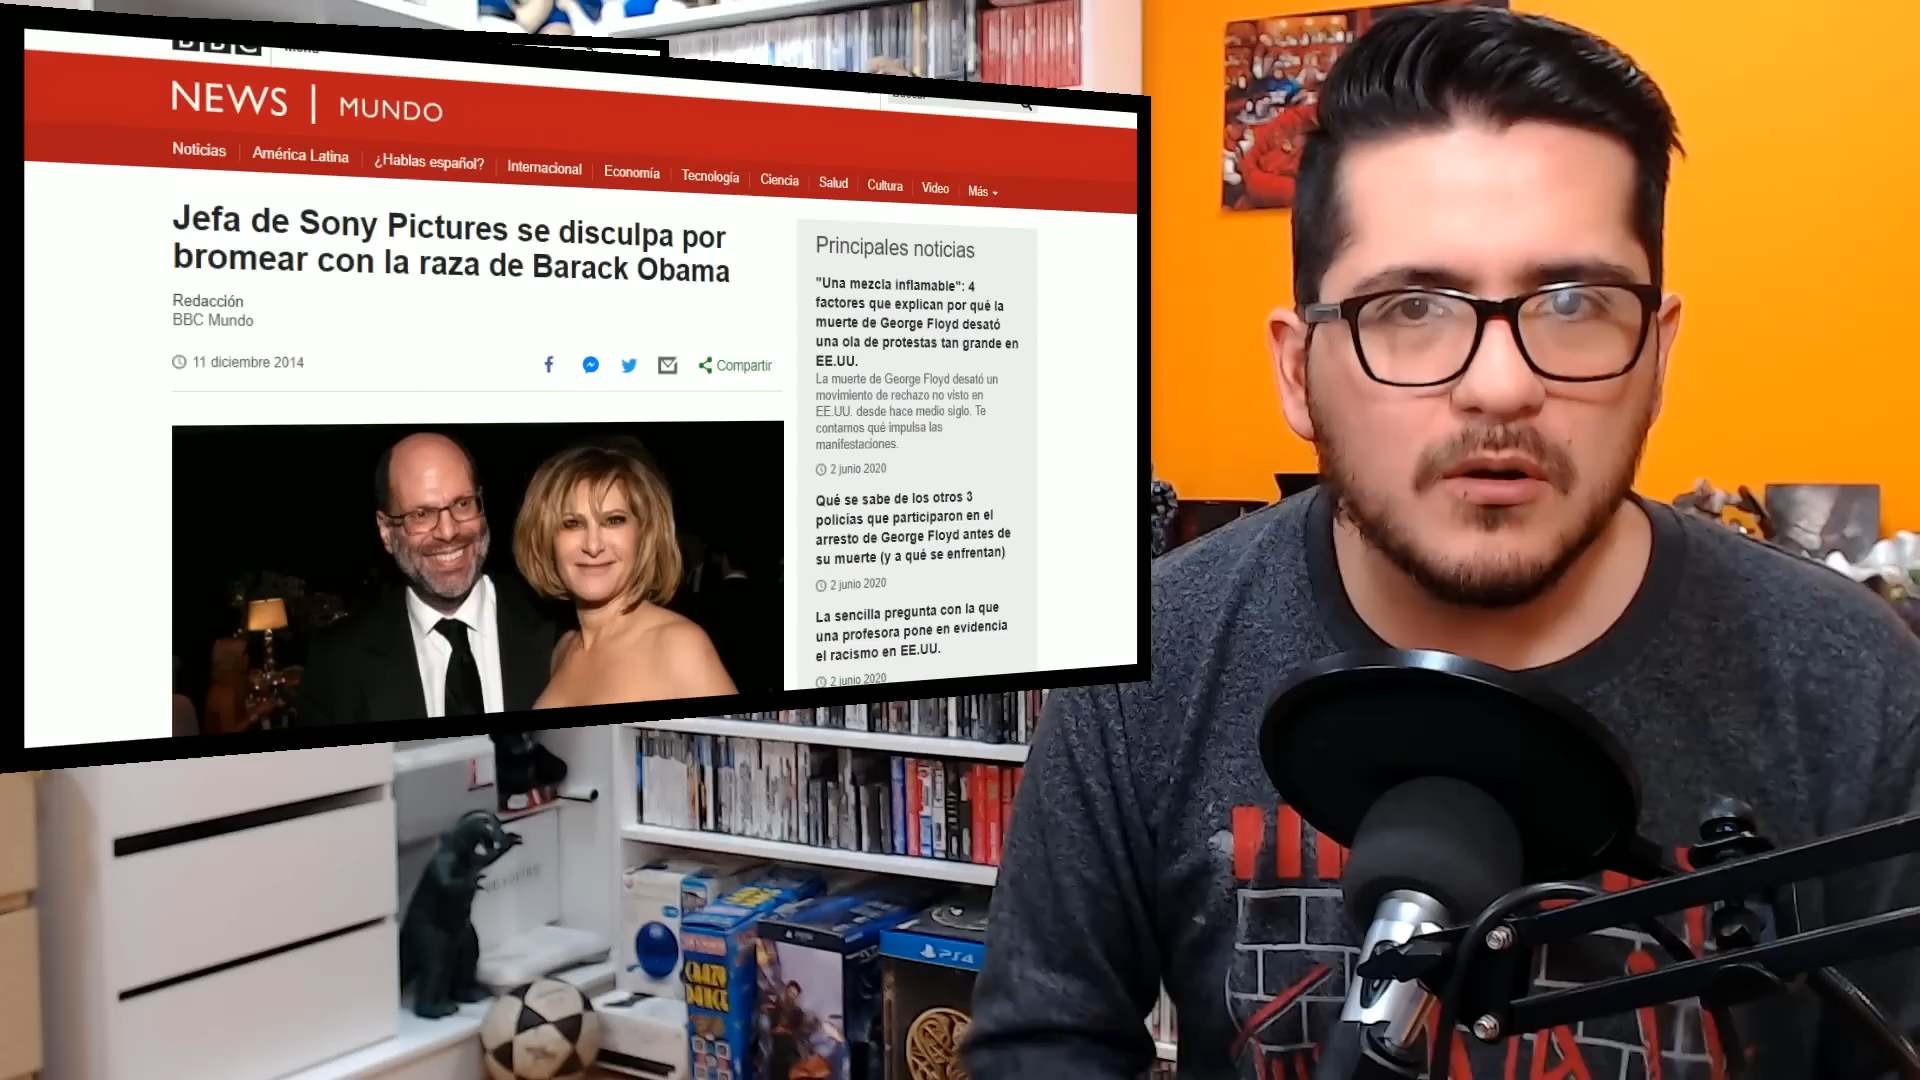 BBC
Menú
NEWS | MUNDO
Noticias
América Latina
¿Hablas español?
Internacional
Economía
Tecnología
Ciencia
Salud
Cultura
Video
Más
Jefa de Sony Pictures se disculpa por
bromear con la raza de Barack Obama
Redacción
BBC Mundo
11 diciembre 2014
Compartir
Principales noticias
"Una mezcla inflamable": 4
factores que explican por qué la
muerte de George Floyd desató
una ola de protestas tan grande en
EE.UU.
La muerte de George Floyd desató un
movimiento de rechazo no visto en
EE.UU. desde hace medio siglo. Te
contamos qué impulsa las
manifestaciones.
2 junio 2020
Qué se sabe de los otros 3
policías que participaron en el
arresto de George Floyd antes de
su muerte (y a qué se enfrentan)
2 junio 2020
La sencilla pregunta con la que
una profesora pone en evidencia
el racismo en EE.UU.
2 junio 2020
CRAZY
DANCE
PS4